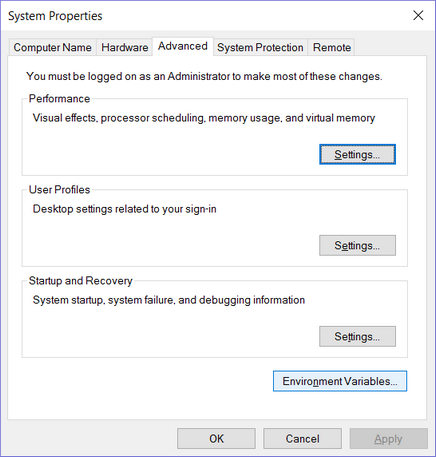 System Properties
Computer Name Hardware Advanced System Protection Remote
You must be logged on as an Administrator to make most of these changes.
Performance
Visual effects, processor scheduling, memory usage, and virtual memory
Settings...
User Profiles
Desktop settings related to your sign-in
Settings...
Startup and Recovery
System startup, system failure, and debugging information
Settings...
Environment Variables...
OK Cancel Apply